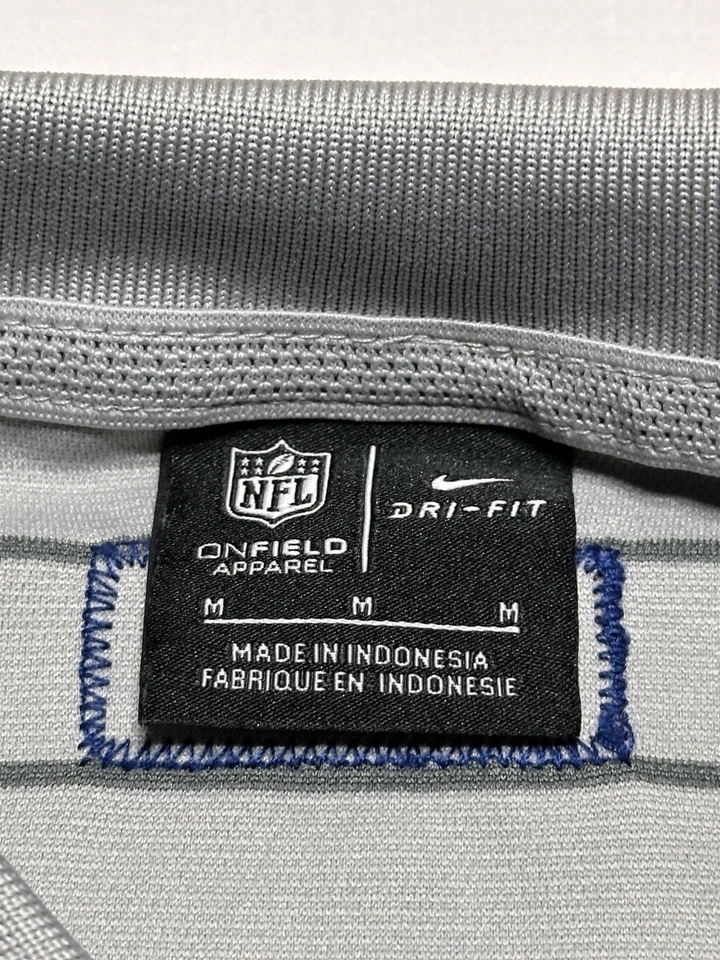 NFL
ONFIELD
APPAREL
DRI-FIT
M M M
MADE IN INDONESIA
FABRIQUE EN INDONESIE